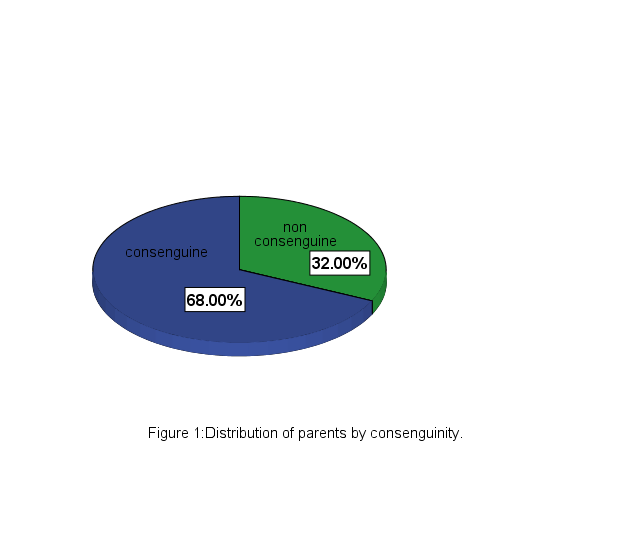 non
consenguine
consenguine
32.00%
68.00%
Figure 1:Distribution of parents by consenguinity.